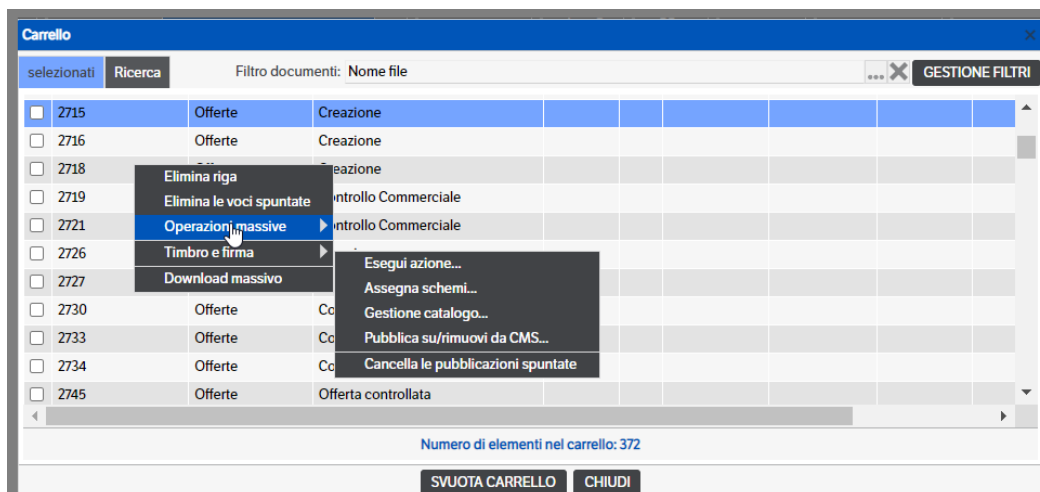 Carrello
selezionati Ricerca Filtro documenti: Nome file ... GESTIONE FILTRI
2715 Offerte Creazione
2716 Offerte Creazione
2718
2719
2721
2726
2727
2730 Offerte
2733 Offerte
2734 Offerte
2745 Offerte Offerta controllata
Elimina riga
Elimina le voci spuntate
Operazioni massive
Timbro e firma
Download massivo
Commerciale
Commerciale
Esegui azione...
Assegna schemi...
Gestione catalogo...
Pubblica su/rimuovi da CMS...
Cancella le pubblicazioni spuntate
Numero di elementi nel carrello: 372
SVUOTA CARRELLO CHIUDI